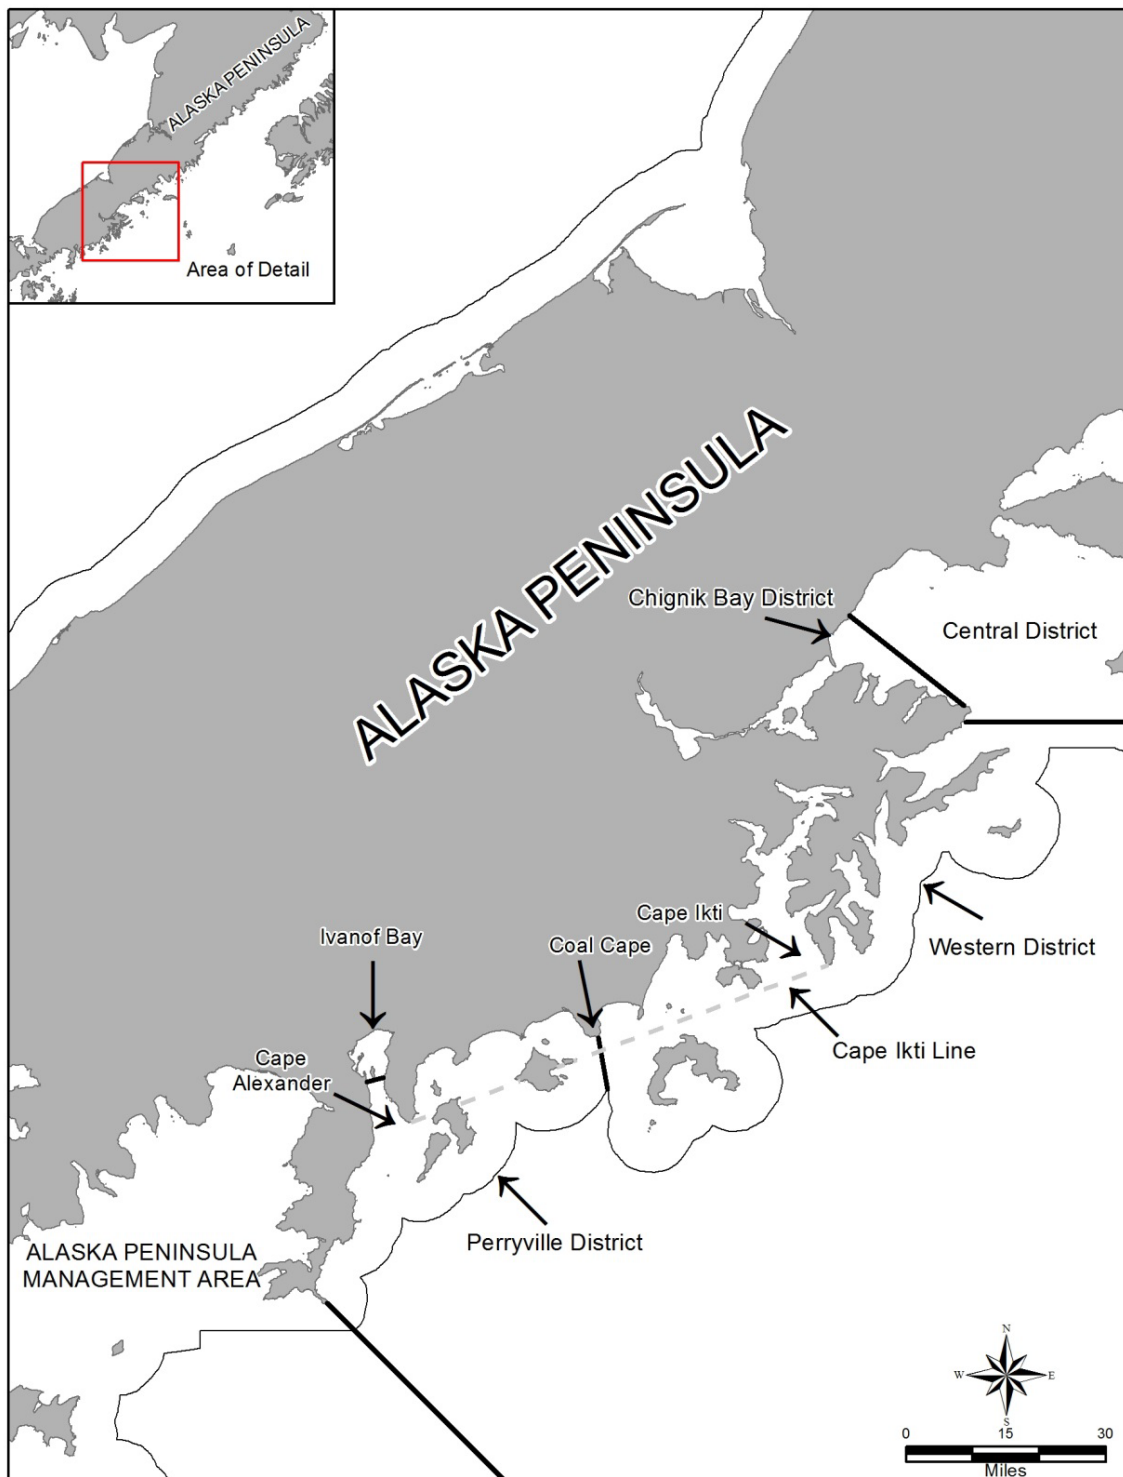 ALASKA PENINSULA
Area of Detail
ALASKA PENINSULA
Chignik Bay District
Central District
Cape Ikti
Ivanof Bay
Coal Cape
Western District
Cape Ikti Line
Cape
Alexander
Perryville District
ALASKA PENINSULA
MANAGEMENT AREA
N
W
E
S
0
15
30
Miles